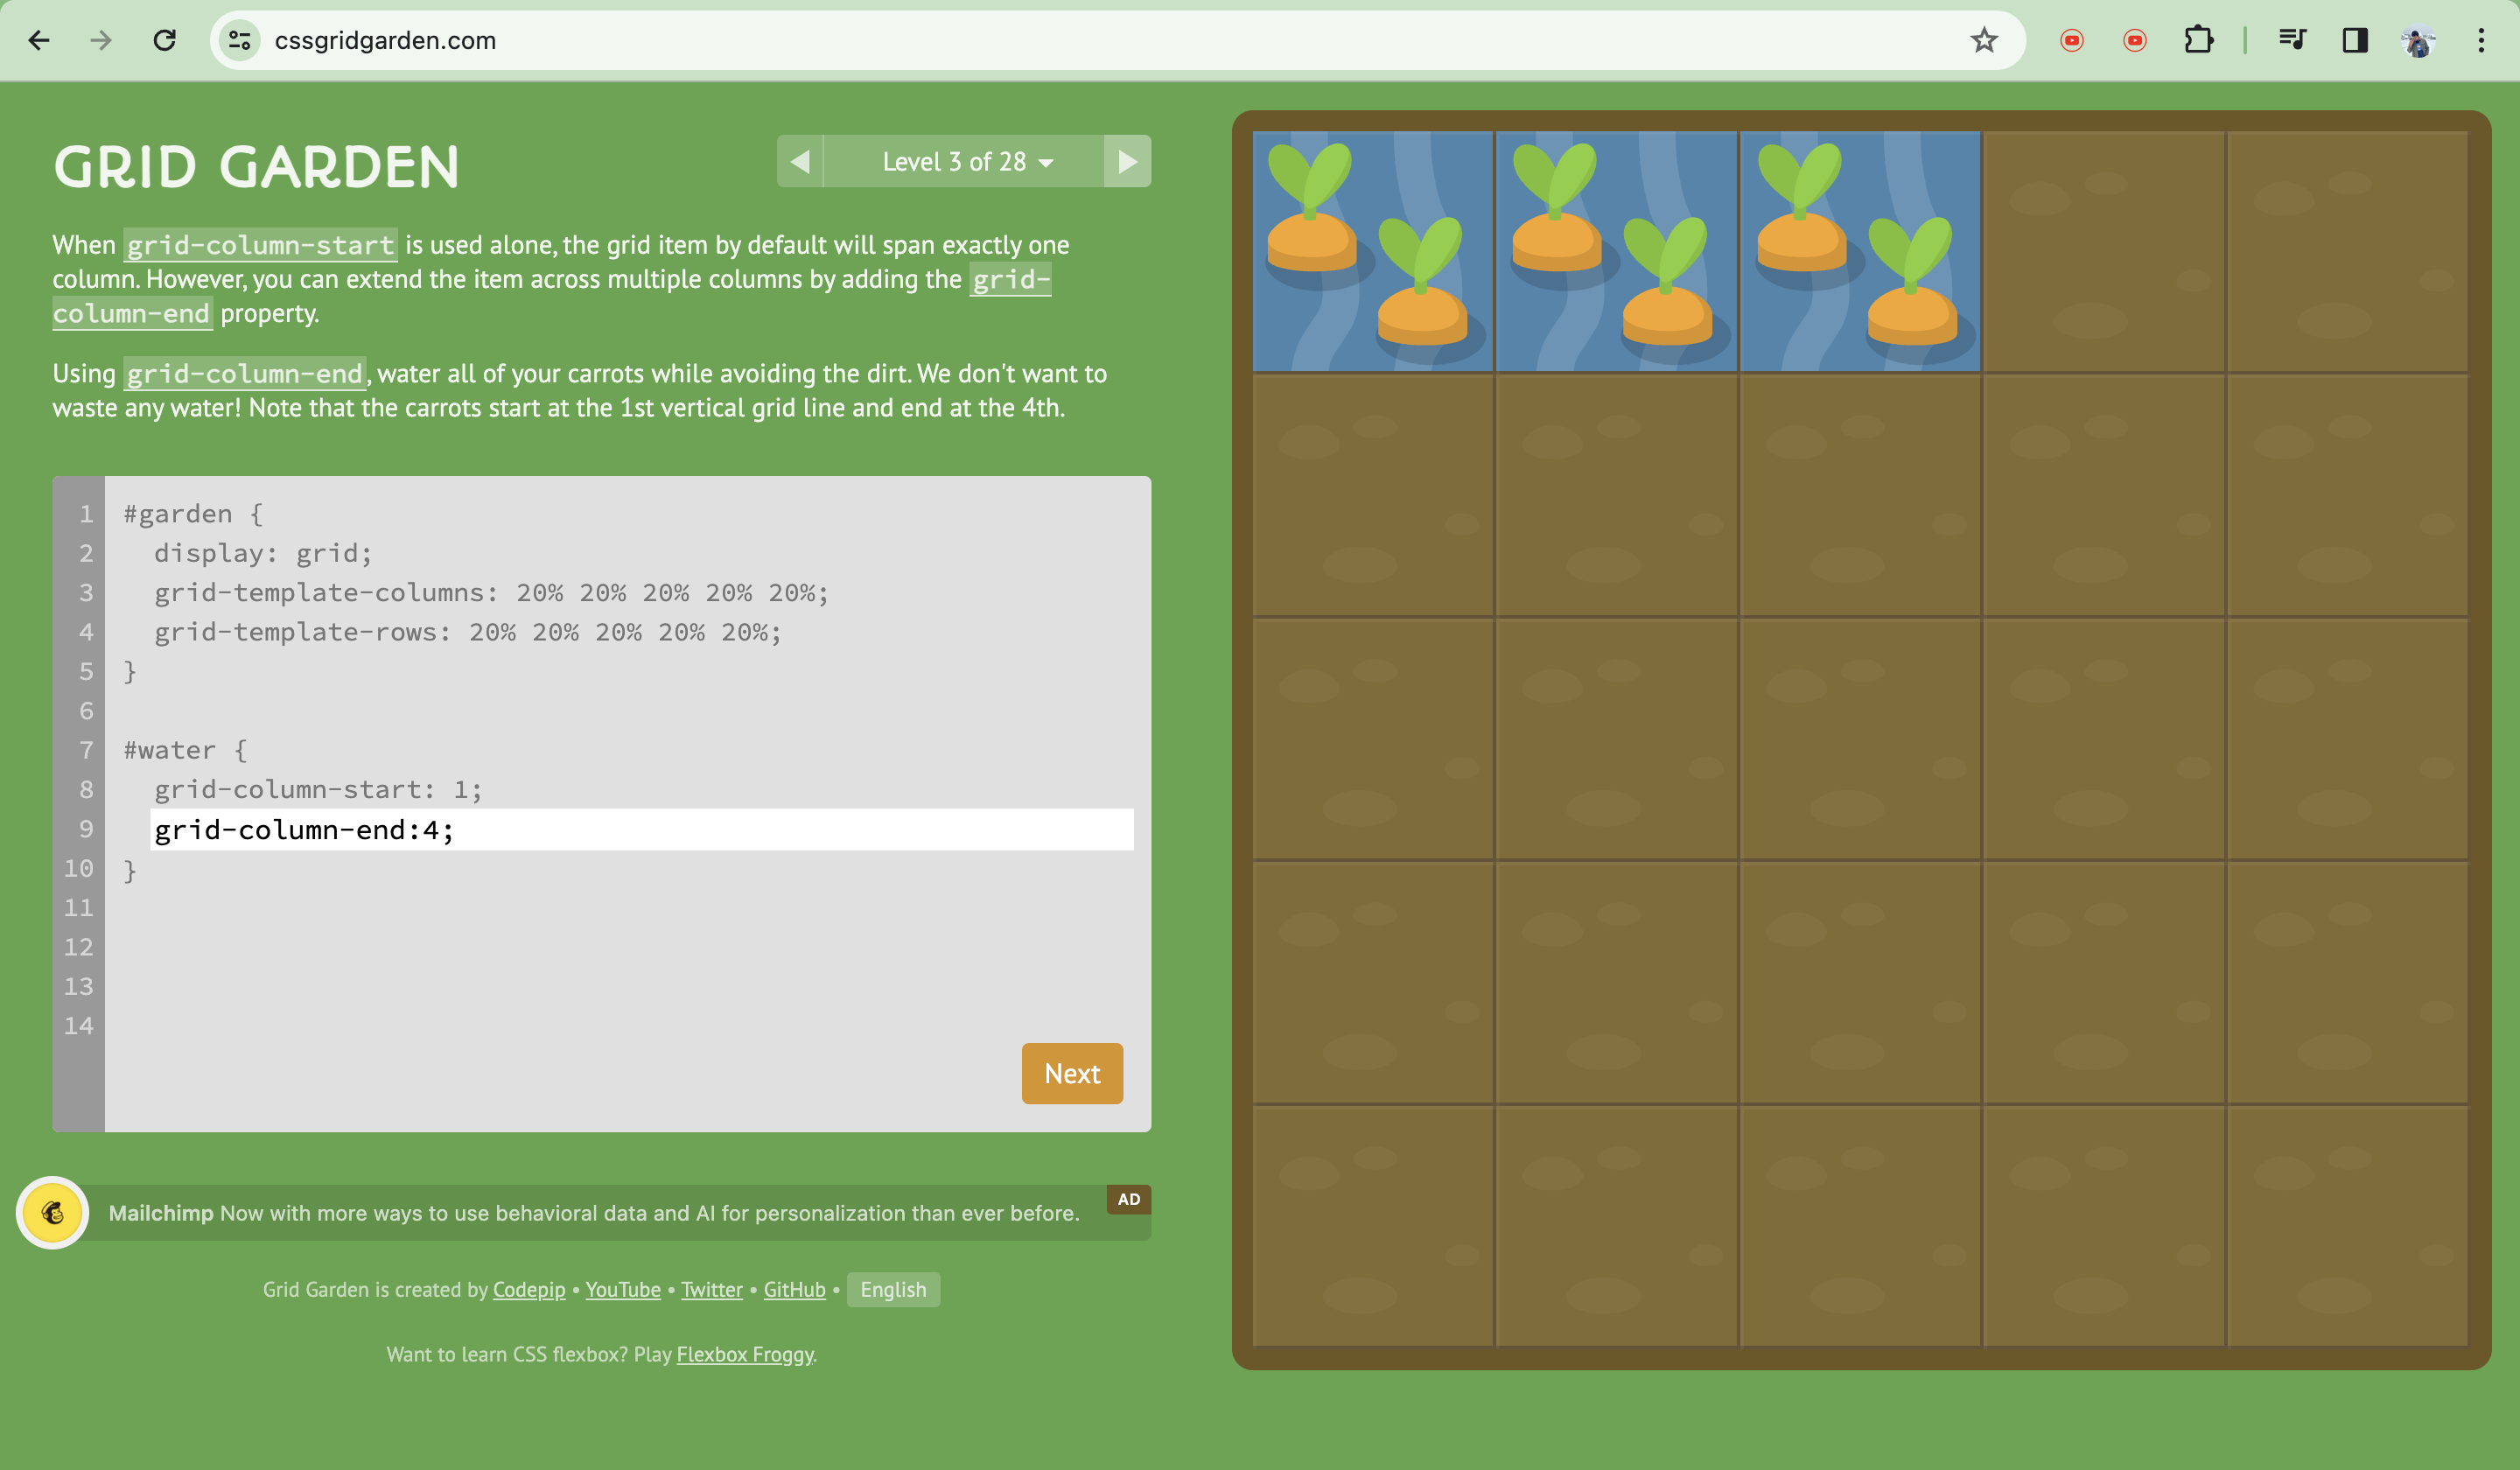 cssgridgarden.com
GRID GARDEN
Level 3 of 28
When grid-column-start is used alone, the grid item by default will span exactly one
column. However, you can extend the item across multiple columns by adding the grid-
column-end property.
Using grid-column-end, water all of your carrots while avoiding the dirt. We don't want to
waste any water! Note that the carrots start at the 1st vertical grid line and end at the 4th.
1 #garden {
2 display: grid;
3 grid-template-columns: 20% 20% 20% 20% 20%;
4 grid-template-rows: 20% 20% 20% 20% 20%;
5 }
6
7 #water {
8 grid-column-start: 1;
9 grid-column-end:4;
10 }
11
12
13
14
Next
AD
Mailchimp Now with more ways to use behavioral data and AI for personalization than ever before.
Grid Garden is created by Codepip • YouTube • Twitter • GitHub • English
Want to learn CSS flexbox? Play Flexbox Froggy.